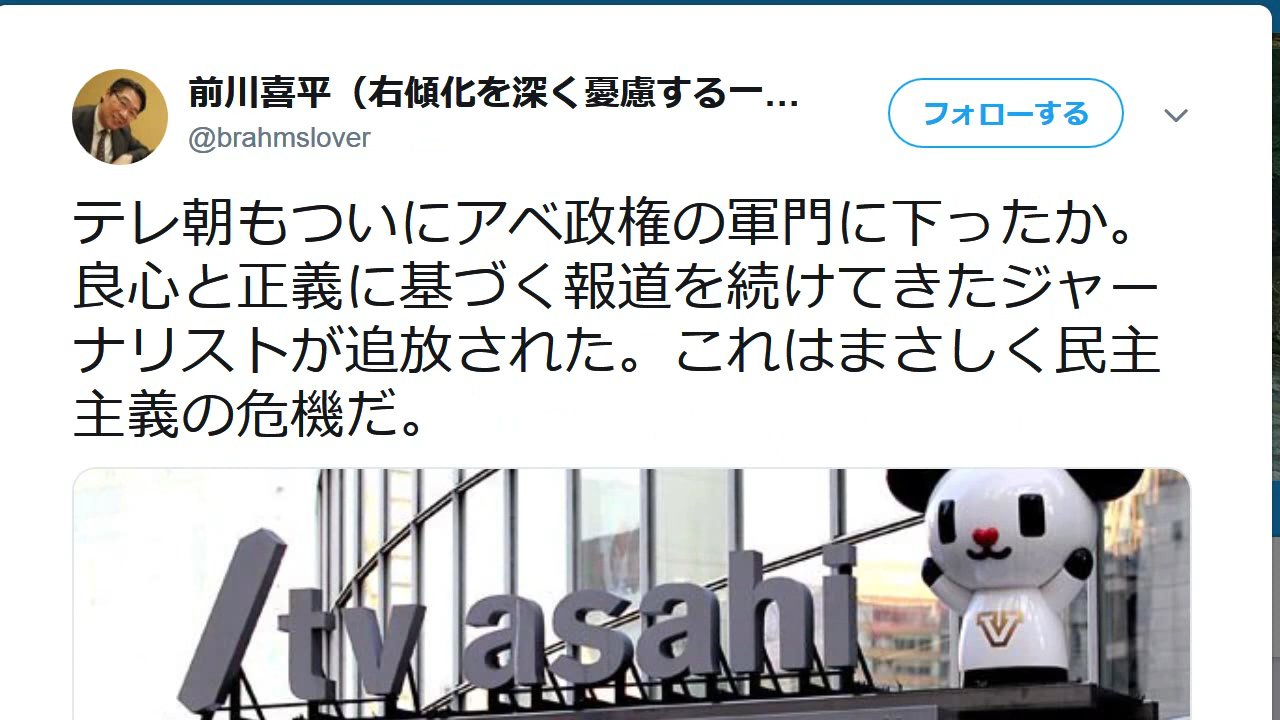 前川喜平（右傾化を深く憂慮する一…
@brahmslover
フォローする
テレ朝もついにアベ政権の軍門に下ったか。
良心と正義に基づく報道を続けてきたジャー
ナリストが追放された。これはまさしく民主
主義の危機だ。
/tv asahi
V